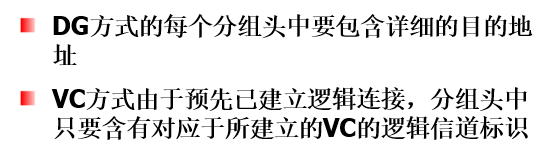 DG方式的每个分组头中要包含详细的目的地
址
VC方式由于预先已建立逻辑连接，分组头中
只要含有对应于所建立的VC的逻辑信道标识